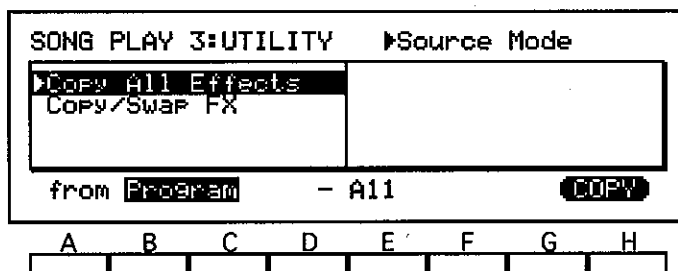 SONG PLAY 3:UTILITY ▶Source Mode
▶Copy All Effects
Copy/Swap FX
from Program - A11 COPY
A B C D E F G H